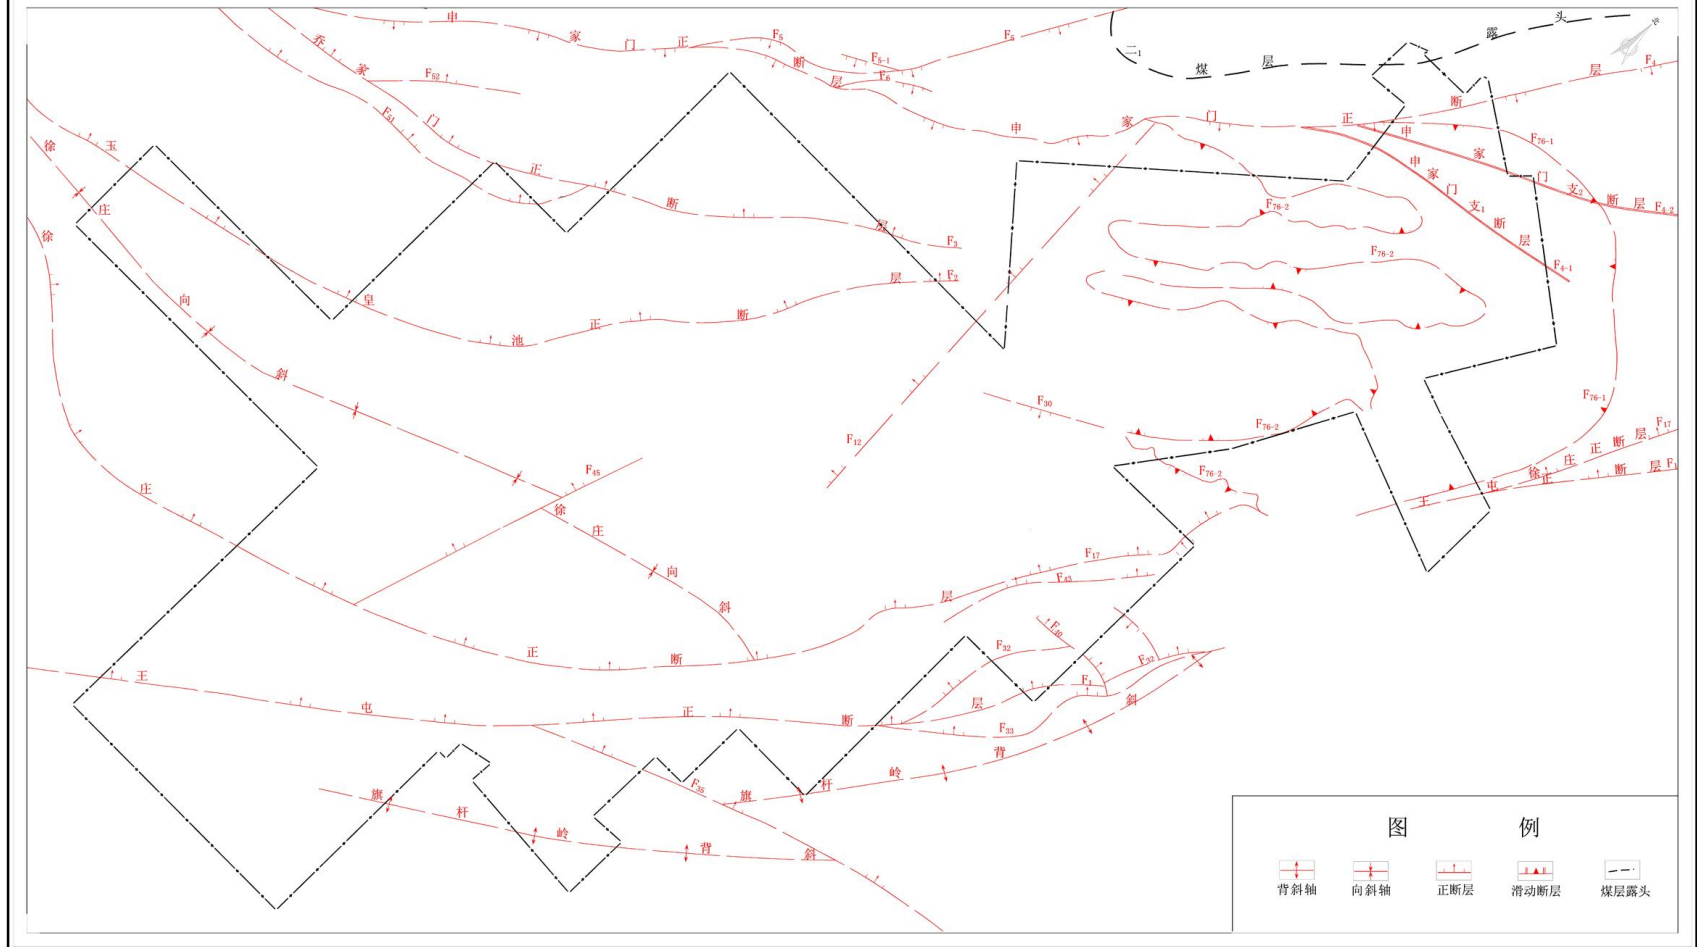 申家门正断层
F₅
F₅
F₅₋₁
F₆
二₁煤层露头
北
乔家门正断层
F₅₂
F₅₁
F₃
申家门正断层
F₄
F₇₆₋₁
申家门支₂断层
F₄₋₂
申家门支₁断层
F₄₋₁
徐庄向斜
玉皇池正断层
F₂
F₇₆₋₂
F₇₆₋₂
F₁₂
F₃₀
F₇₆₋₂
F₇₆₋₂
F₇₆₋₁
徐庄正断层
F₁₇
王屯正断层
F₁
徐庄正断层
F₄₅
徐庄向斜
F₁₇
F₄₃
F₄₀
F₃₂
F₃₂
F₁
F₃₃
王屯正断层
F₃₅
旗杆岭背斜
旗杆岭背斜
图例
背斜轴
向斜轴
正断层
滑动断层
煤层露头